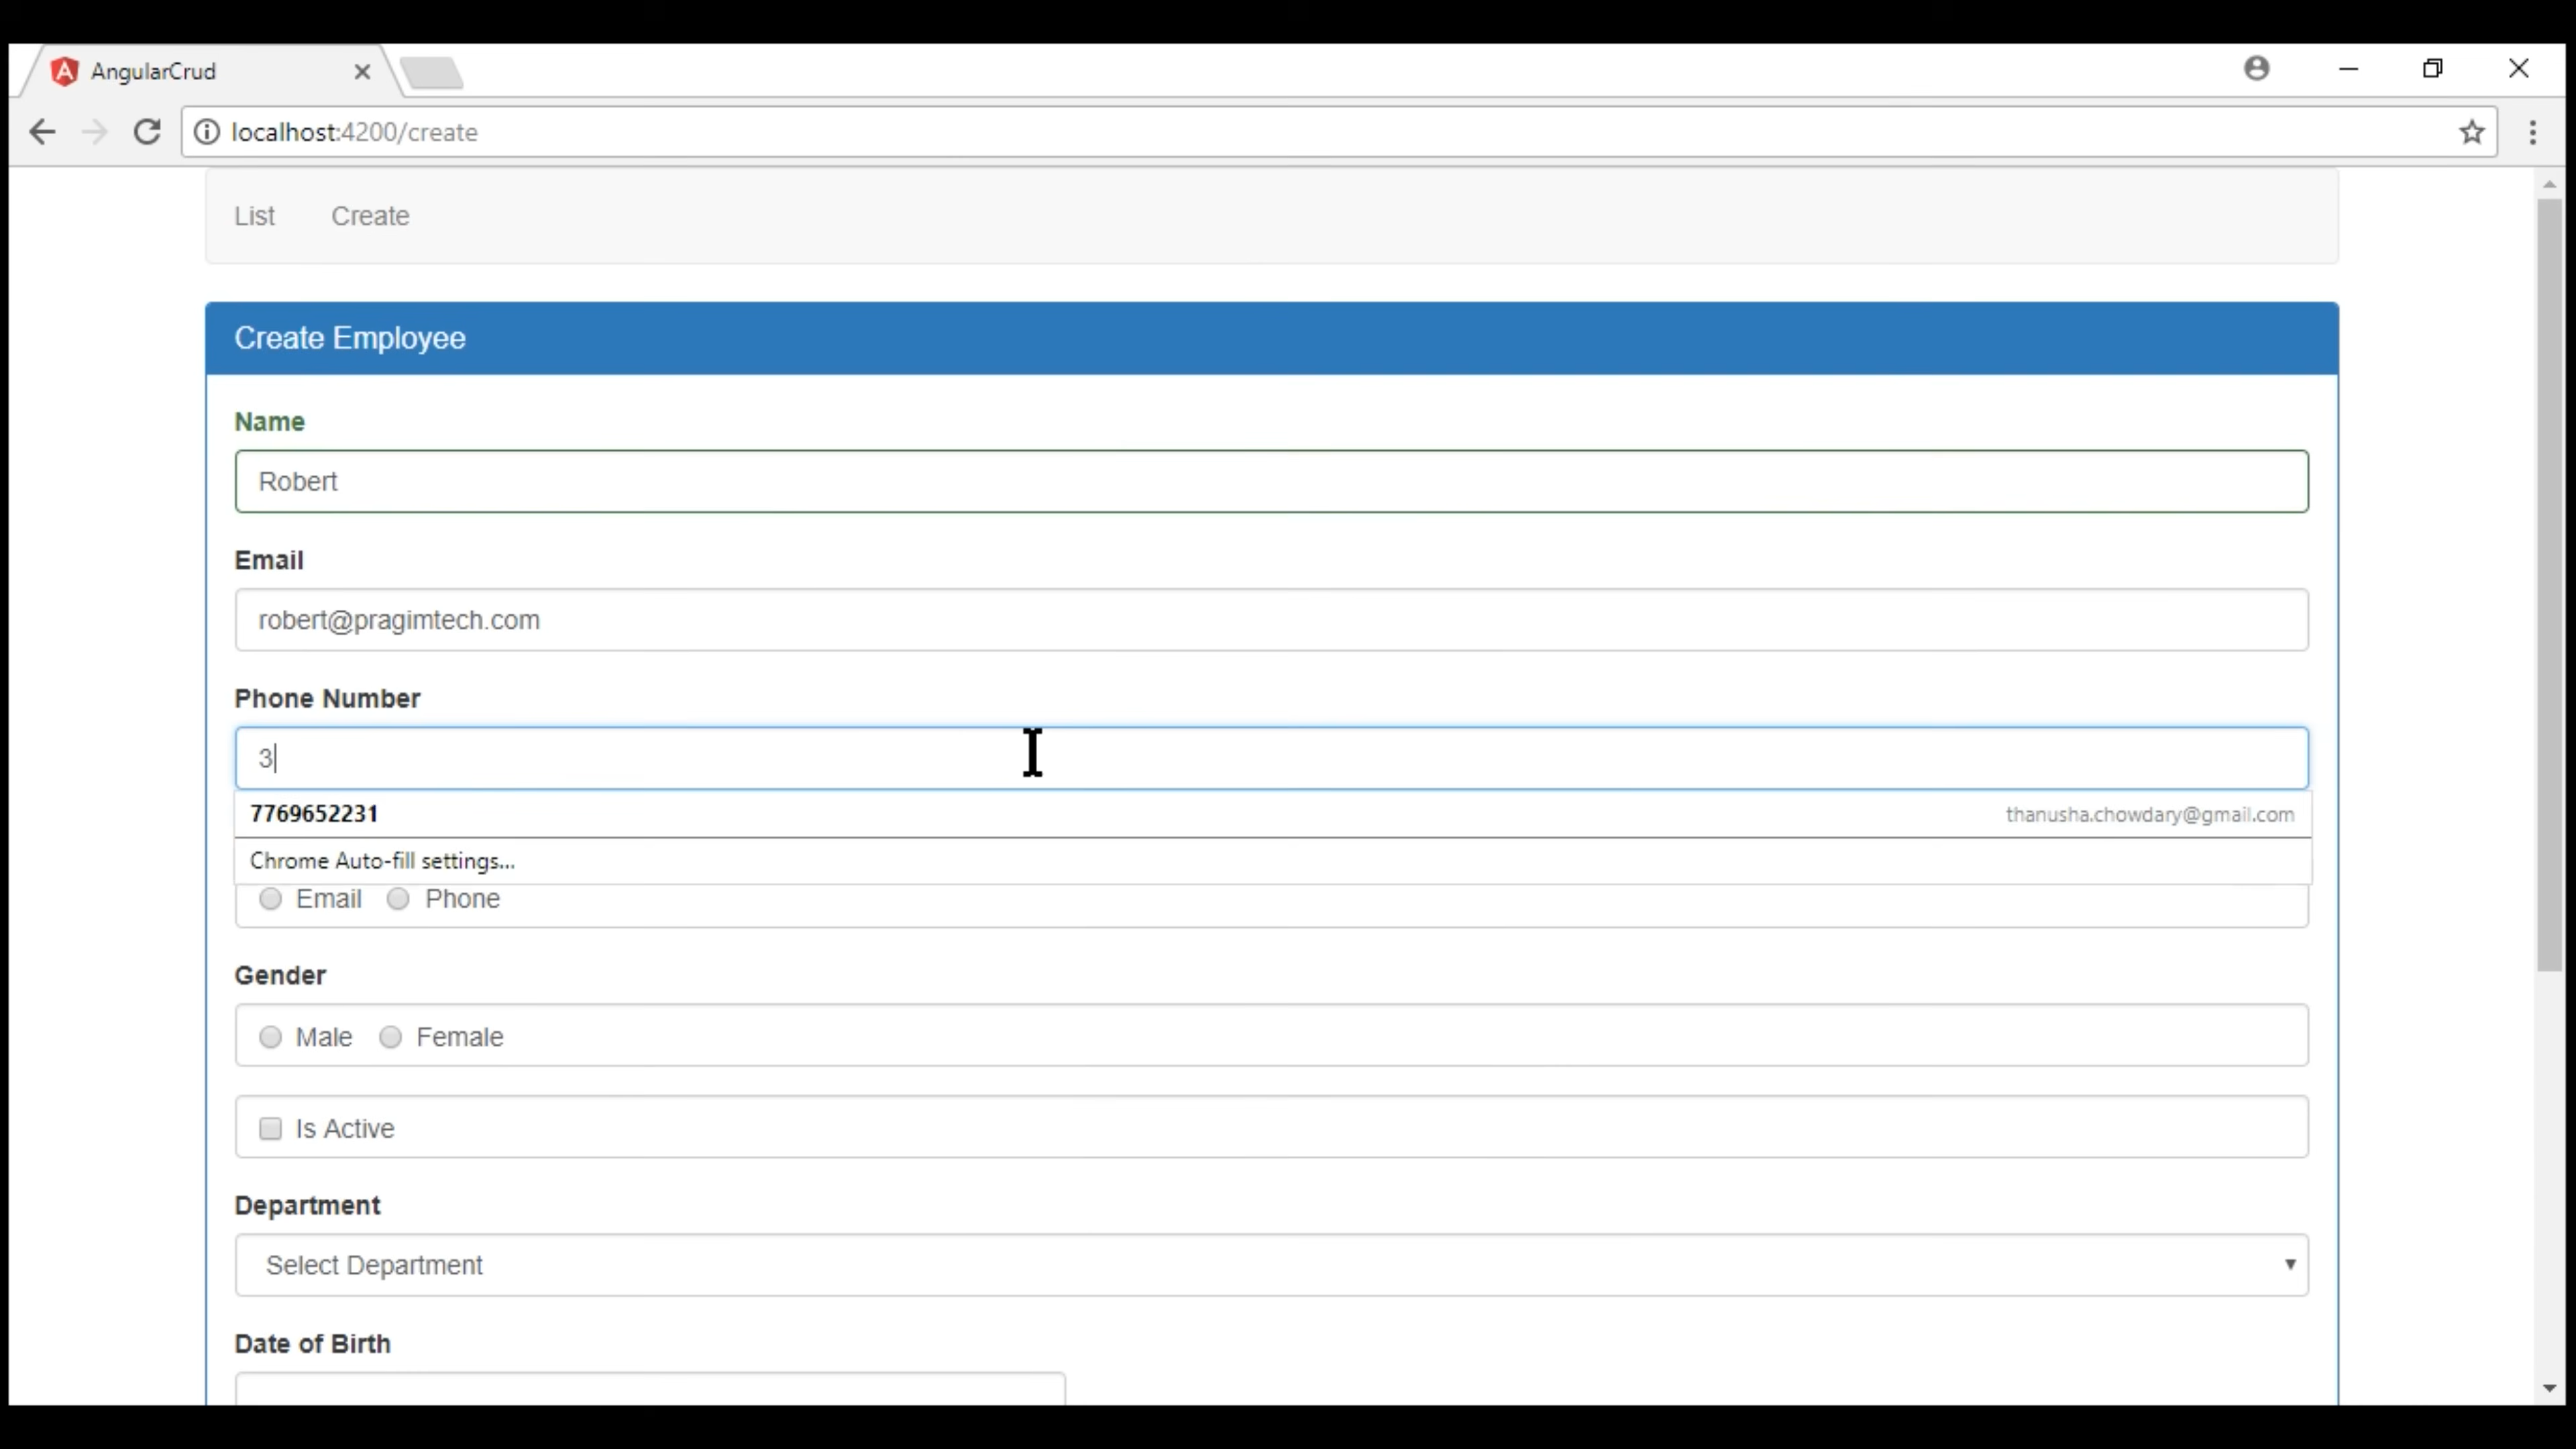 AngularCrud
localhost:4200/create
List Create
Create Employee
Name
Robert
Email
robert@pragimtech.com
Phone Number
3
7769652231 thanusha.chowdary@gmail.com
Chrome Auto-fill settings...
Email Phone
Gender
Male Female
Is Active
Department
Select Department
Date of Birth